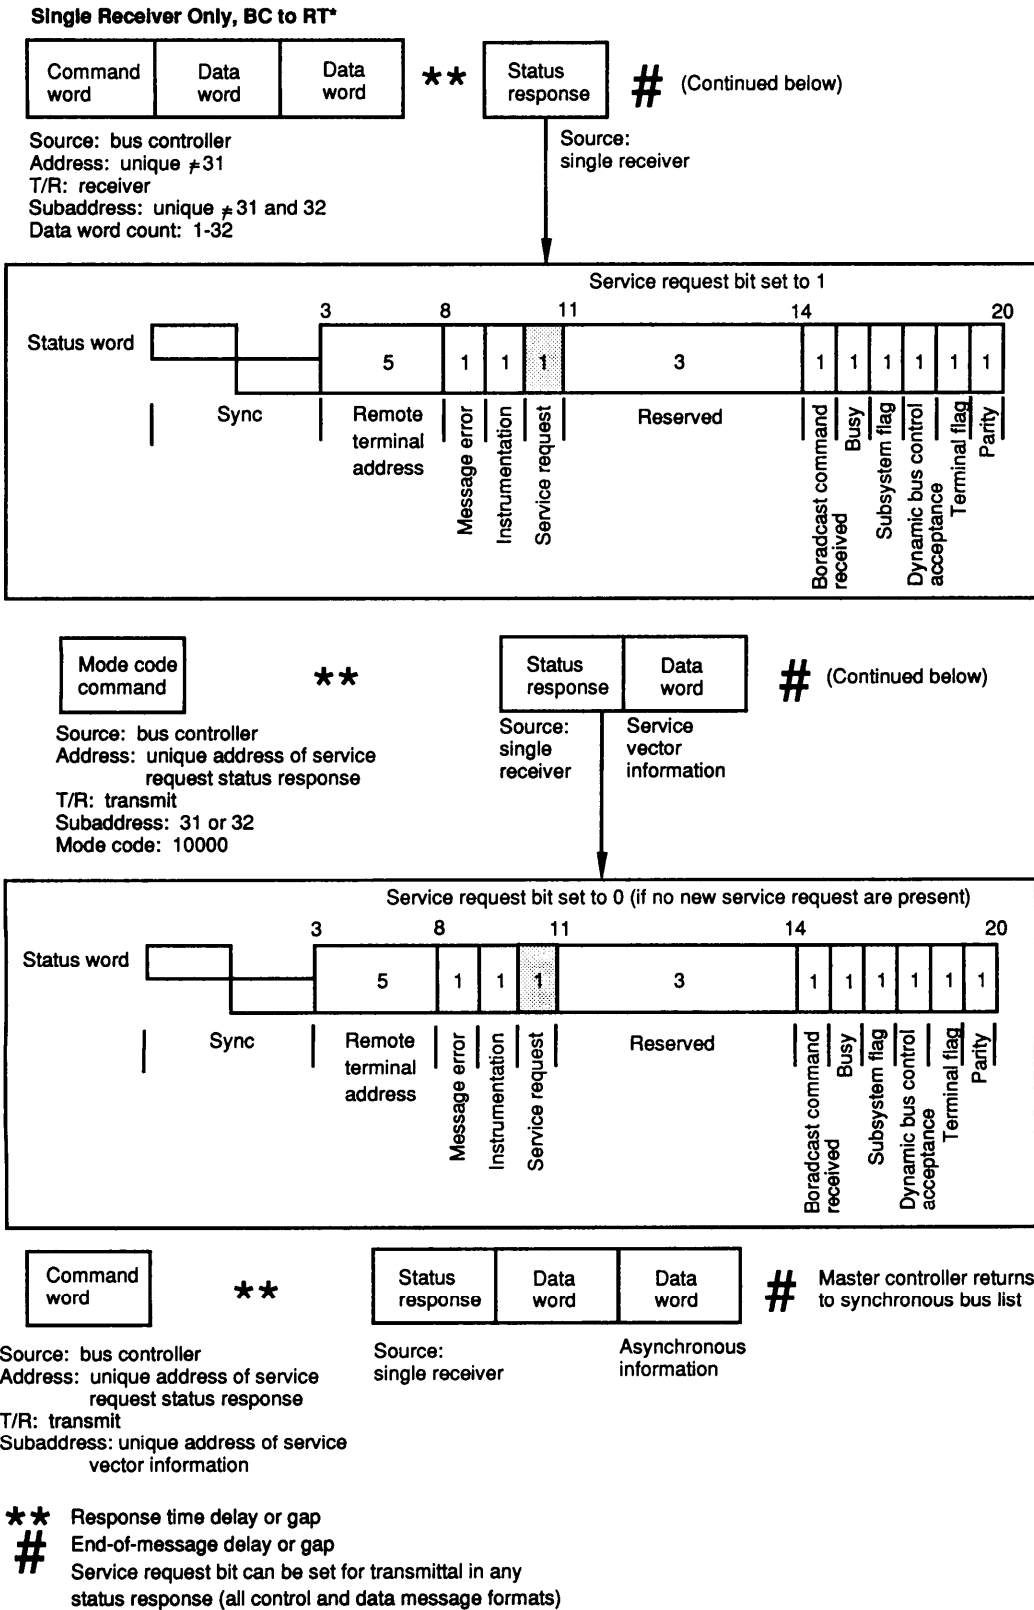 Single Receiver Only, BC to RT*
Command word
Data word
Data word
**
Status response
#
(Continued below)
Source: bus controller
Address: unique ≠31
T/R: receiver
Subaddress: unique ≠31 and 32
Data word count: 1-32
Source:
single receiver
Service request bit set to 1
3 8 11 14 20
Status word
5 1 1 1 3 1 1 1 1 1 1
Sync
Remote terminal address
Message error
Instrumentation
Service request
Reserved
Boradcast command received
Busy
Subsystem flag
Dynamic bus control acceptance
Terminal flag
Parity
Mode code command
**
Status response
Data word
#
(Continued below)
Source: bus controller
Address: unique address of service
request status response
T/R: transmit
Subaddress: 31 or 32
Mode code: 10000
Source:
single
receiver
Service
vector
information
Service request bit set to 0 (if no new service request are present)
3 8 11 14 20
Status word
5 1 1 1 3 1 1 1 1 1 1
Sync
Remote terminal address
Message error
Instrumentation
Service request
Reserved
Boradcast command received
Busy
Subsystem flag
Dynamic bus control acceptance
Terminal flag
Parity
Command word
**
Status response
Data word
Data word
#
Master controller returns
to synchronous bus list
Source: bus controller
Address: unique address of service
request status response
T/R: transmit
Subaddress: unique address of service
vector information
Source:
single receiver
Asynchronous
information
** Response time delay or gap
# End-of-message delay or gap
Service request bit can be set for transmittal in any
status response (all control and data message formats)